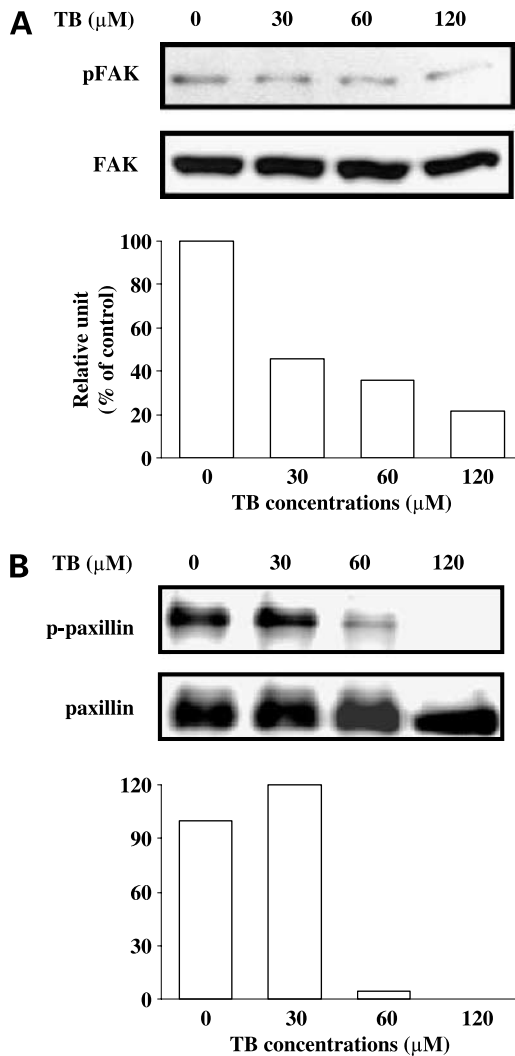 A
TB (μM) 0 30 60 120
pFAK
FAK
100
80
60
40
20
0
Relative unit
(% of control)
0 30 60 120
TB concentrations (μM)
B
TB (μM) 0 30 60 120
p-paxillin
paxillin
120
90
60
30
0
0 30 60 120
TB concentrations (μM)